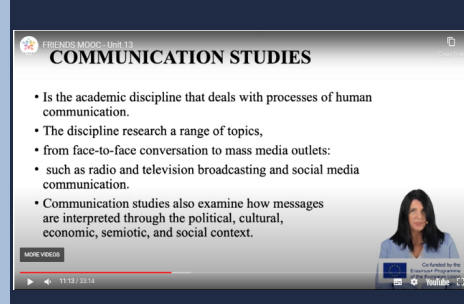 FRIENDS MOOC - Unit 13
COMMUNICATION STUDIES
• Is the academic discipline that deals with processes of human
communication.
• The discipline research a range of topics,
• from face-to-face conversation to mass media outlets:
• such as radio and television broadcasting and social media
communication.
• Communication studies also examine how messages
are interpreted through the political, cultural,
economic, semiotic, and social context.
MORE VIDEOS
Co-funded by the
Erasmus+ Programme
of the European Union
11:13 / 33:14
YouTube